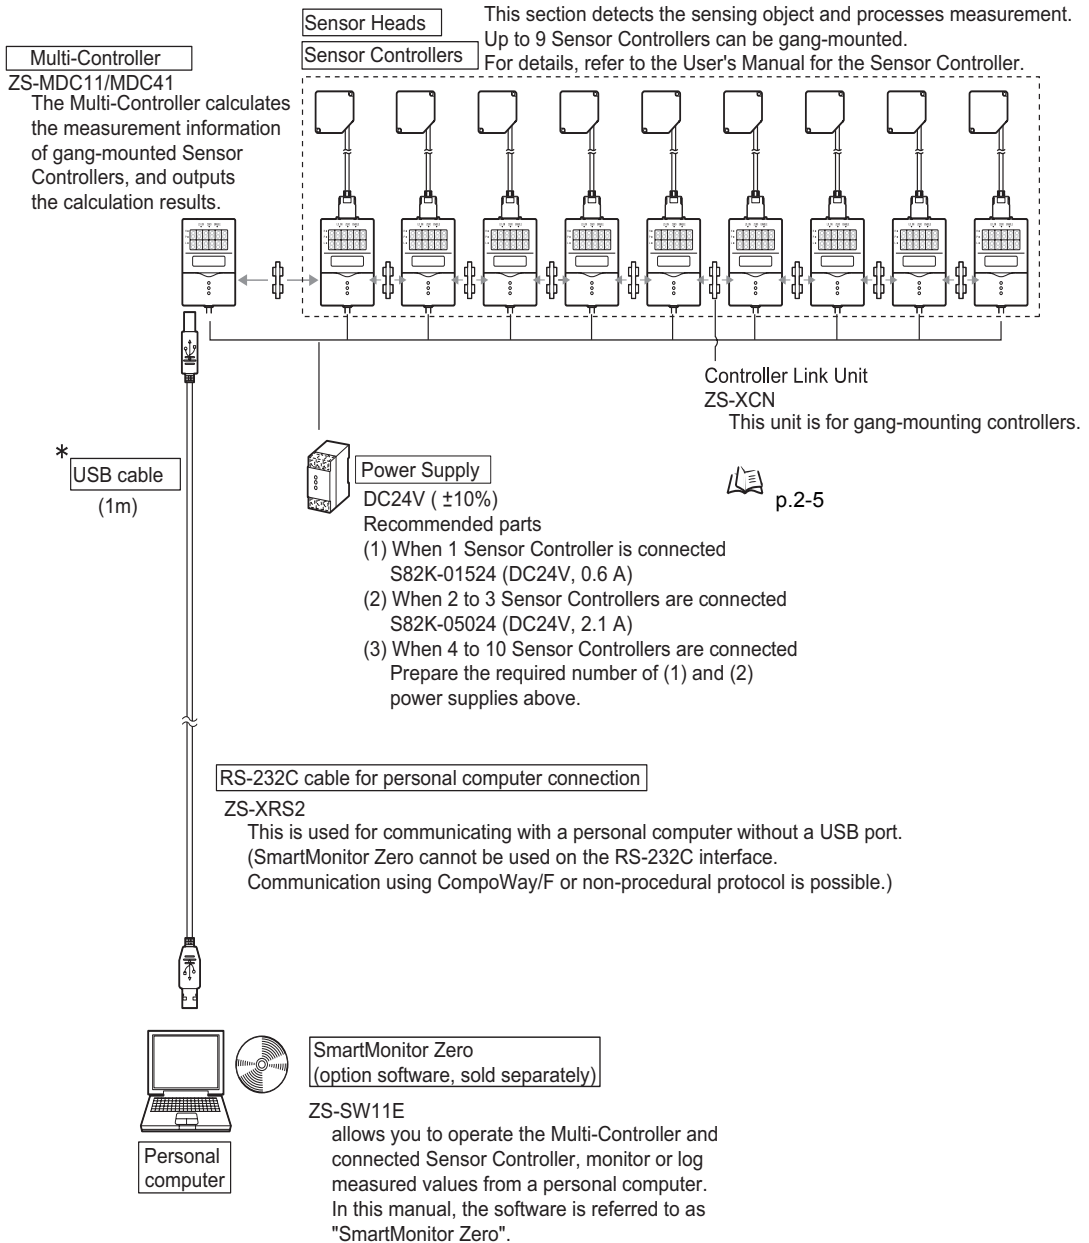 Sensor Heads
This section detects the sensing object and processes measurement.
Up to 9 Sensor Controllers can be gang-mounted.
Sensor Controllers
For details, refer to the User's Manual for the Sensor Controller.
Multi-Controller
ZS-MDC11/MDC41
The Multi-Controller calculates
the measurement information
of gang-mounted Sensor
Controllers, and outputs
the calculation results.
Controller Link Unit
ZS-XCN
This unit is for gang-mounting controllers.
*
USB cable
(1m)
Power Supply
DC24V ( ±10%)
Recommended parts
(1) When 1 Sensor Controller is connected
S82K-01524 (DC24V, 0.6 A)
(2) When 2 to 3 Sensor Controllers are connected
S82K-05024 (DC24V, 2.1 A)
(3) When 4 to 10 Sensor Controllers are connected
Prepare the required number of (1) and (2)
power supplies above.
p.2-5
RS-232C cable for personal computer connection
ZS-XRS2
This is used for communicating with a personal computer without a USB port.
(SmartMonitor Zero cannot be used on the RS-232C interface.
Communication using CompoWay/F or non-procedural protocol is possible.)
SmartMonitor Zero
(option software, sold separately)
ZS-SW11E
allows you to operate the Multi-Controller and
connected Sensor Controller, monitor or log
measured values from a personal computer.
In this manual, the software is referred to as
"SmartMonitor Zero".
Personal
computer